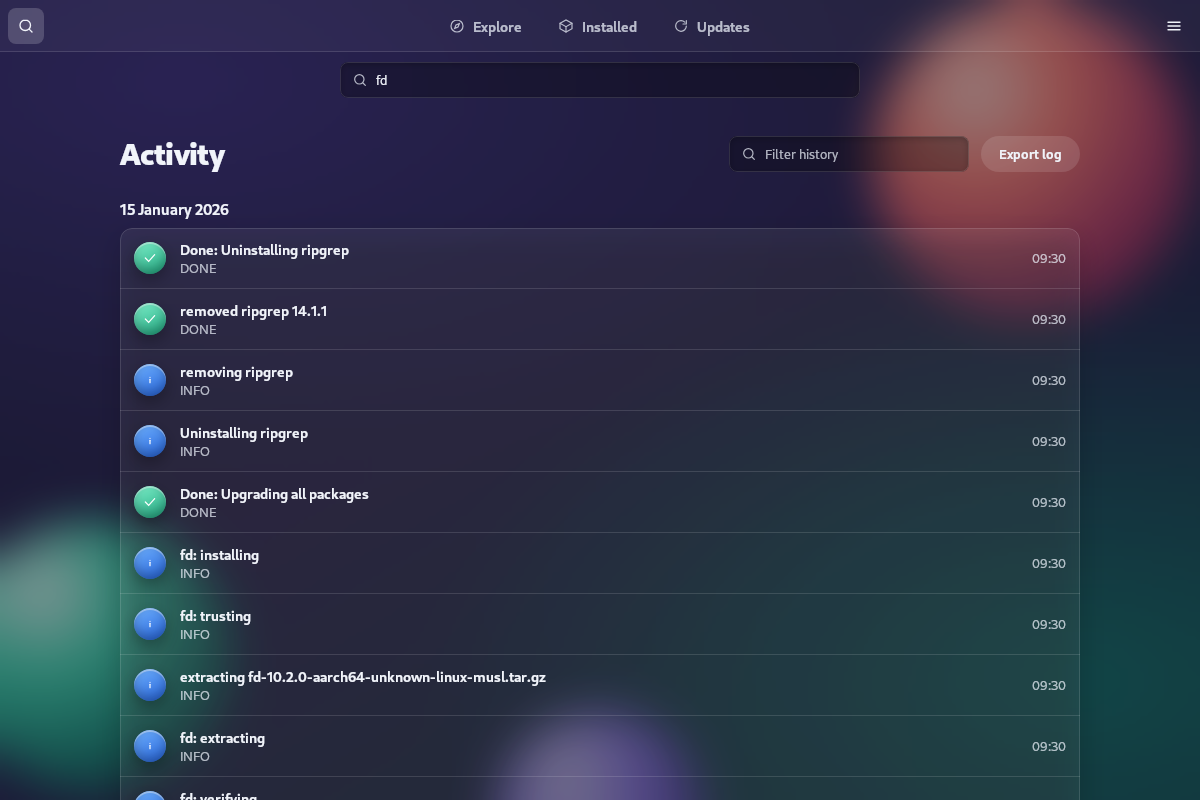 Explore
Installed
Updates
fd
Activity
Filter history
Export log
15 January 2026
Done: Uninstalling ripgrep
DONE
09:30
removed ripgrep 14.1.1
DONE
09:30
removing ripgrep
INFO
09:30
Uninstalling ripgrep
INFO
09:30
Done: Upgrading all packages
DONE
09:30
fd: installing
INFO
09:30
fd: trusting
INFO
09:30
extracting fd-10.2.0-aarch64-unknown-linux-musl.tar.gz
INFO
09:30
fd: extracting
INFO
09:30
fd: verifying